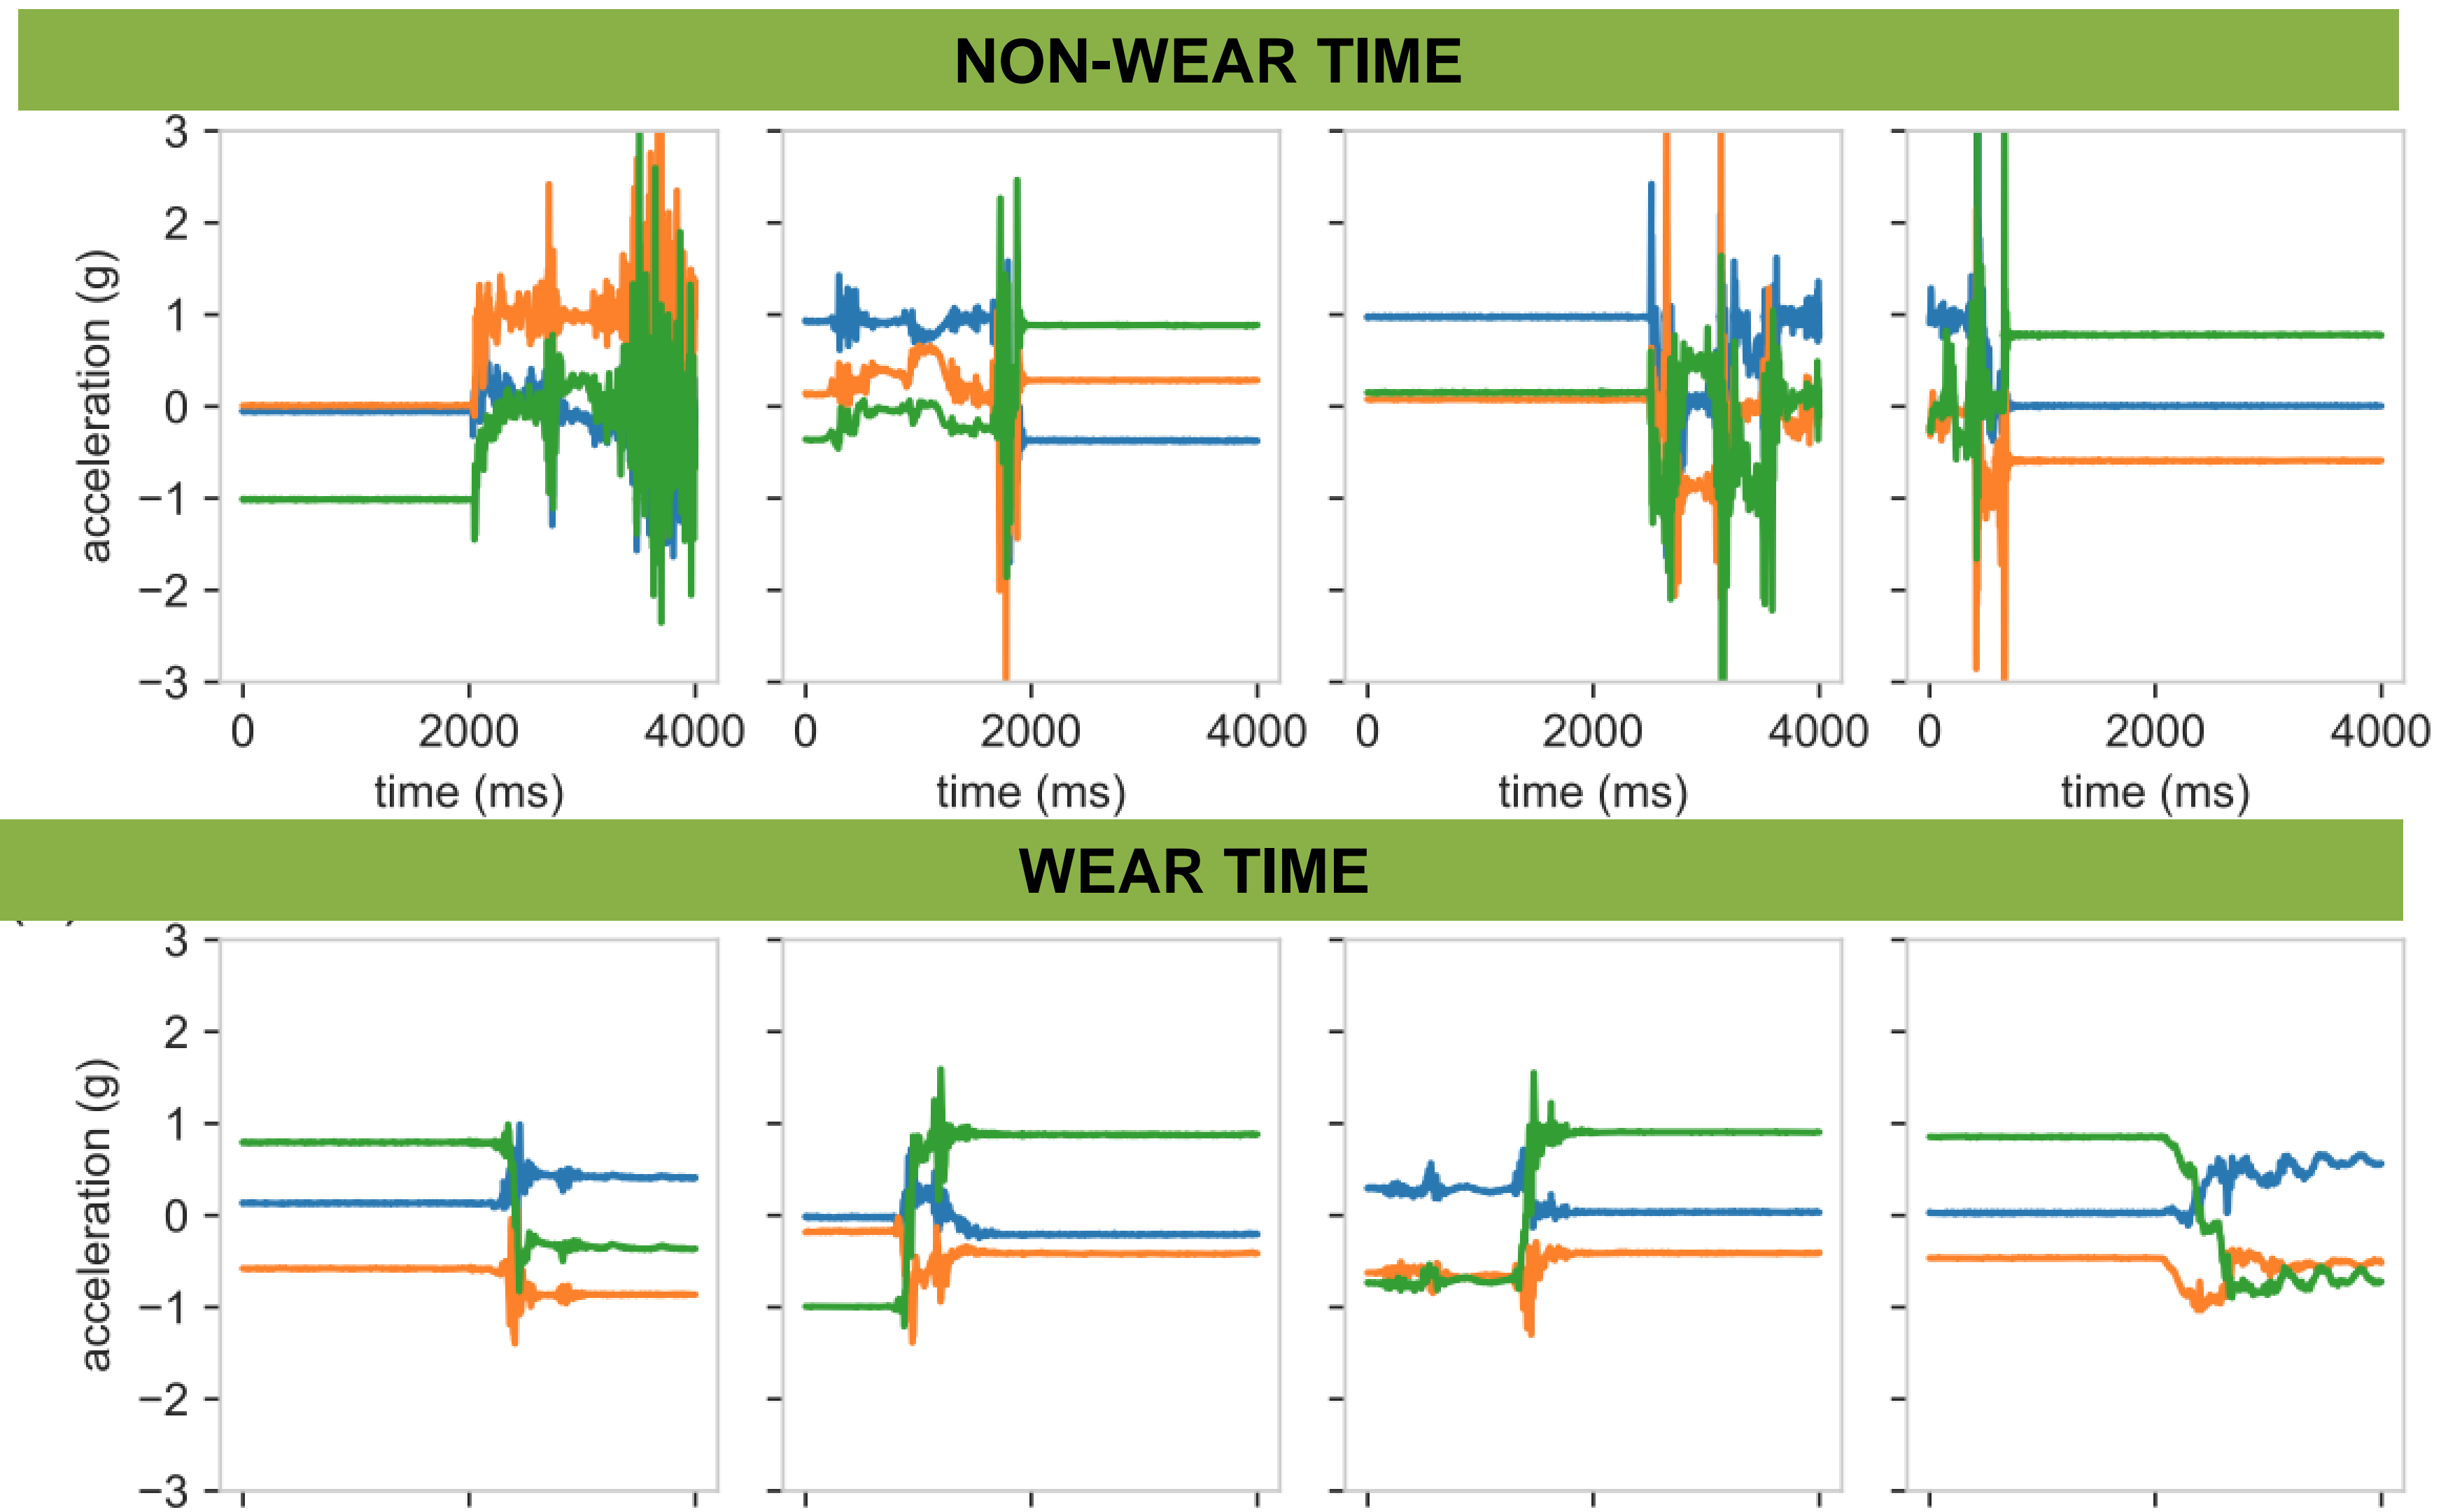 NON-WEAR TIME
acceleration (g)
3
2
1
0
−1
−2
−3
0 2000 4000 0 2000 4000 0 2000 4000 0 2000 4000
time (ms) time (ms) time (ms) time (ms)
WEAR TIME
acceleration (g)
3
2
1
0
−1
−2
−3